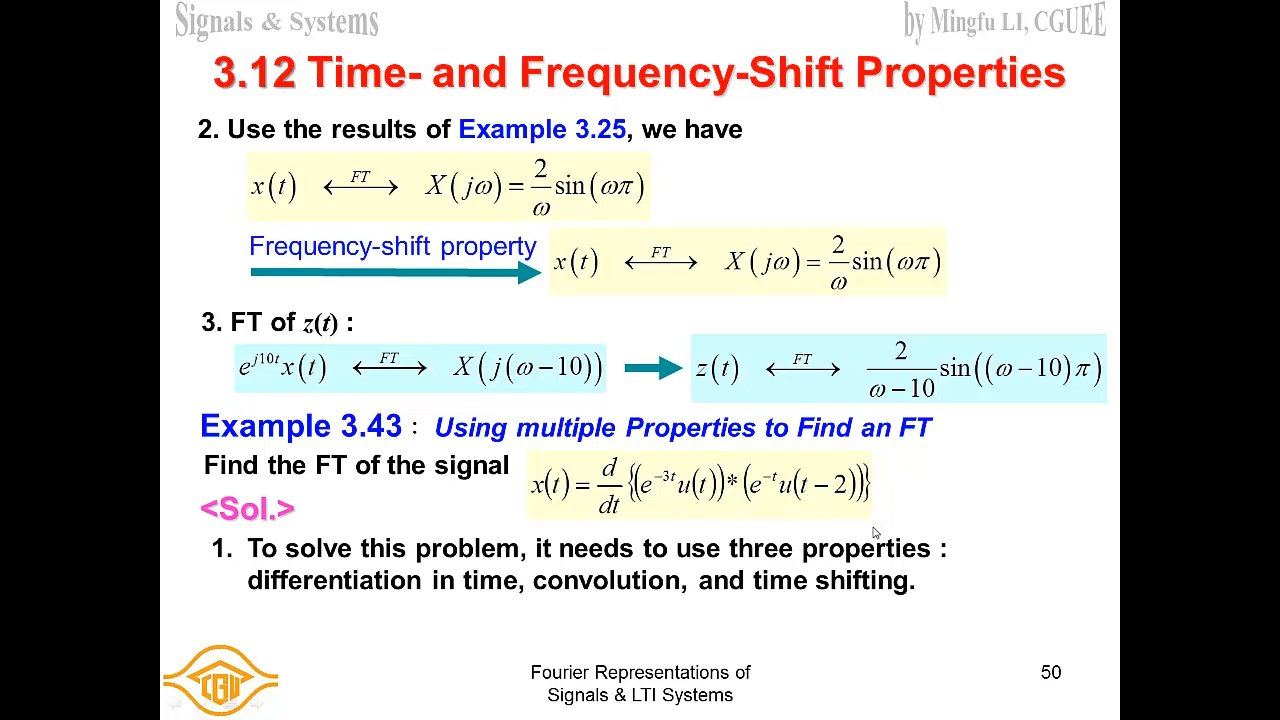 Signals & Systems
by Mingfu LI, CGUEE
3.12 Time- and Frequency-Shift Properties
2. Use the results of Example 3.25, we have
x(t) ←FT→ X(jω) = 2/ω sin(ωπ)
Frequency-shift property
x(t) ←FT→ X(jω) = 2/ω sin(ωπ)
3. FT of z(t) :
e^{j10t} x(t) ←FT→ X(j(ω−10))
z(t) ←FT→ 2/(ω−10) sin((ω−10)π)
Example 3.43 : Using multiple Properties to Find an FT
Find the FT of the signal x(t) = d/dt {(e^{−3t}u(t))*(e^{−t}u(t−2))}
<Sol.>
1. To solve this problem, it needs to use three properties :
differentiation in time, convolution, and time shifting.
CGU
Fourier Representations of
Signals & LTI Systems
50